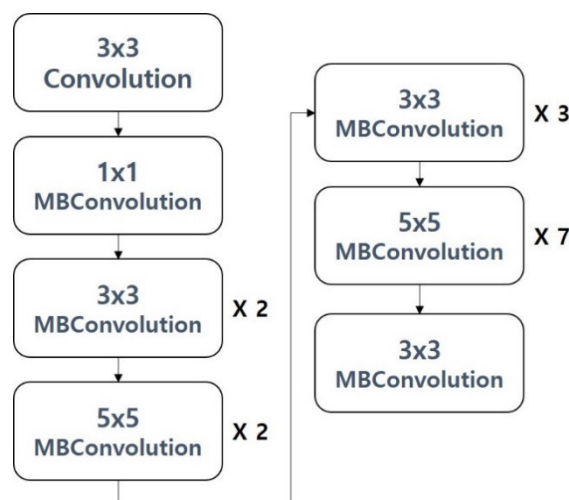 3x3
Convolution
1x1
MBConvolution
3x3
MBConvolution
X 2
5x5
MBConvolution
X 2
3x3
MBConvolution
X 3
5x5
MBConvolution
X 7
3x3
MBConvolution